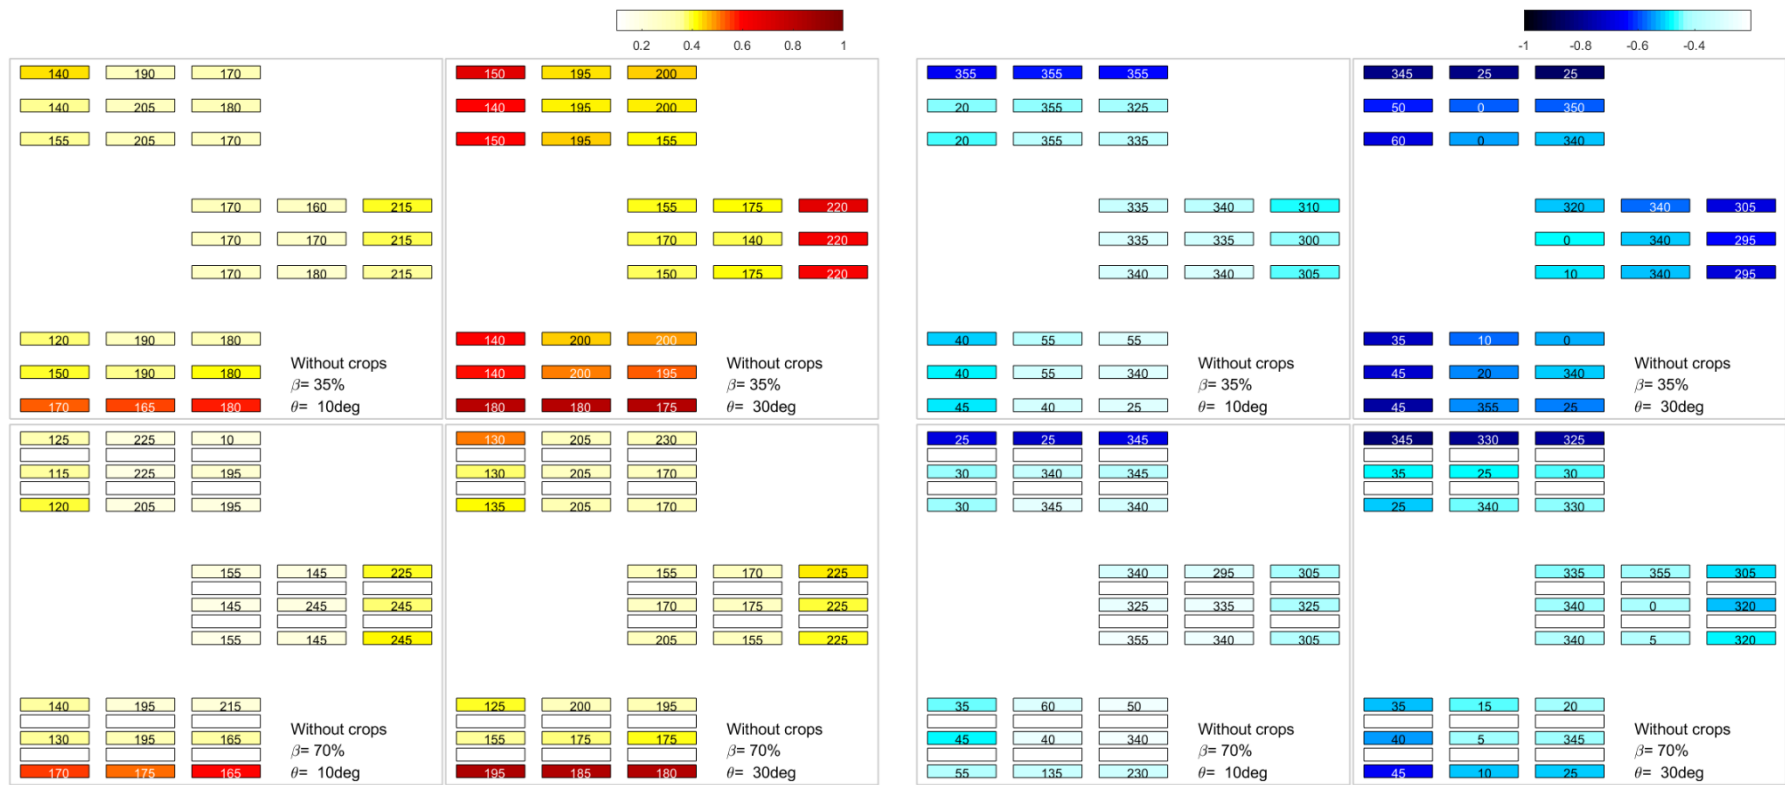 0.2 0.4 0.6 0.8 1
-1 -0.8 -0.6 -0.4
140 190 170
140 205 180
155 205 170
170 160 215
170 170 215
170 180 215
120 190 180
150 190 180
170 165 180
Without crops
β= 35%
θ= 10deg
150 195 200
140 195 200
150 195 155
155 175 220
170 140 220
150 175 220
140 200 200
140 200 195
180 180 175
Without crops
β= 35%
θ= 30deg
355 355 355
20 355 325
20 355 335
335 340 310
335 335 300
340 340 305
40 55 55
40 55 340
45 40 25
Without crops
β= 35%
θ= 10deg
345 25 25
50 0 350
60 0 340
320 340 305
0 340 295
10 340 295
35 10 0
45 20 340
45 355 25
Without crops
β= 35%
θ= 30deg
125 225 10
115 225 195
120 205 195
155 145 225
145 245 245
155 145 245
140 195 215
130 195 165
170 175 165
Without crops
β= 70%
θ= 10deg
130 205 230
130 205 170
135 205 170
155 170 225
170 175 225
205 155 225
125 200 195
155 175 175
195 185 180
Without crops
β= 70%
θ= 30deg
25 25 345
30 340 345
30 345 340
340 295 305
325 335 325
355 340 305
35 60 50
45 40 340
55 135 230
Without crops
β= 70%
θ= 10deg
345 330 325
35 25 30
25 340 330
335 355 305
340 0 320
340 5 320
35 15 20
40 5 345
45 10 25
Without crops
β= 70%
θ= 30deg